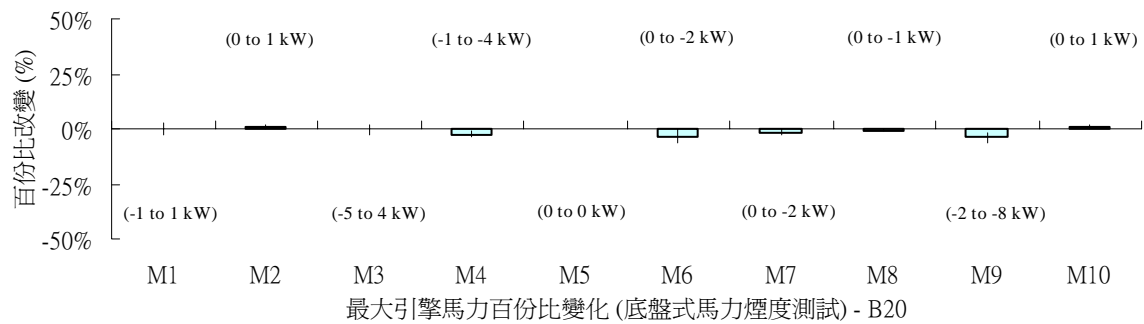 50%
(0 to 1 kW) (-1 to -4 kW) (0 to -2 kW) (0 to -1 kW) (0 to 1 kW)
25%
百份比改變 (%)
0%
-25%
(-1 to 1 kW) (-5 to 4 kW) (0 to 0 kW) (0 to -2 kW) (-2 to -8 kW)
-50%
M1 M2 M3 M4 M5 M6 M7 M8 M9 M10
最大引擎馬力百份比變化 (底盤式馬力煙度測試) - B20